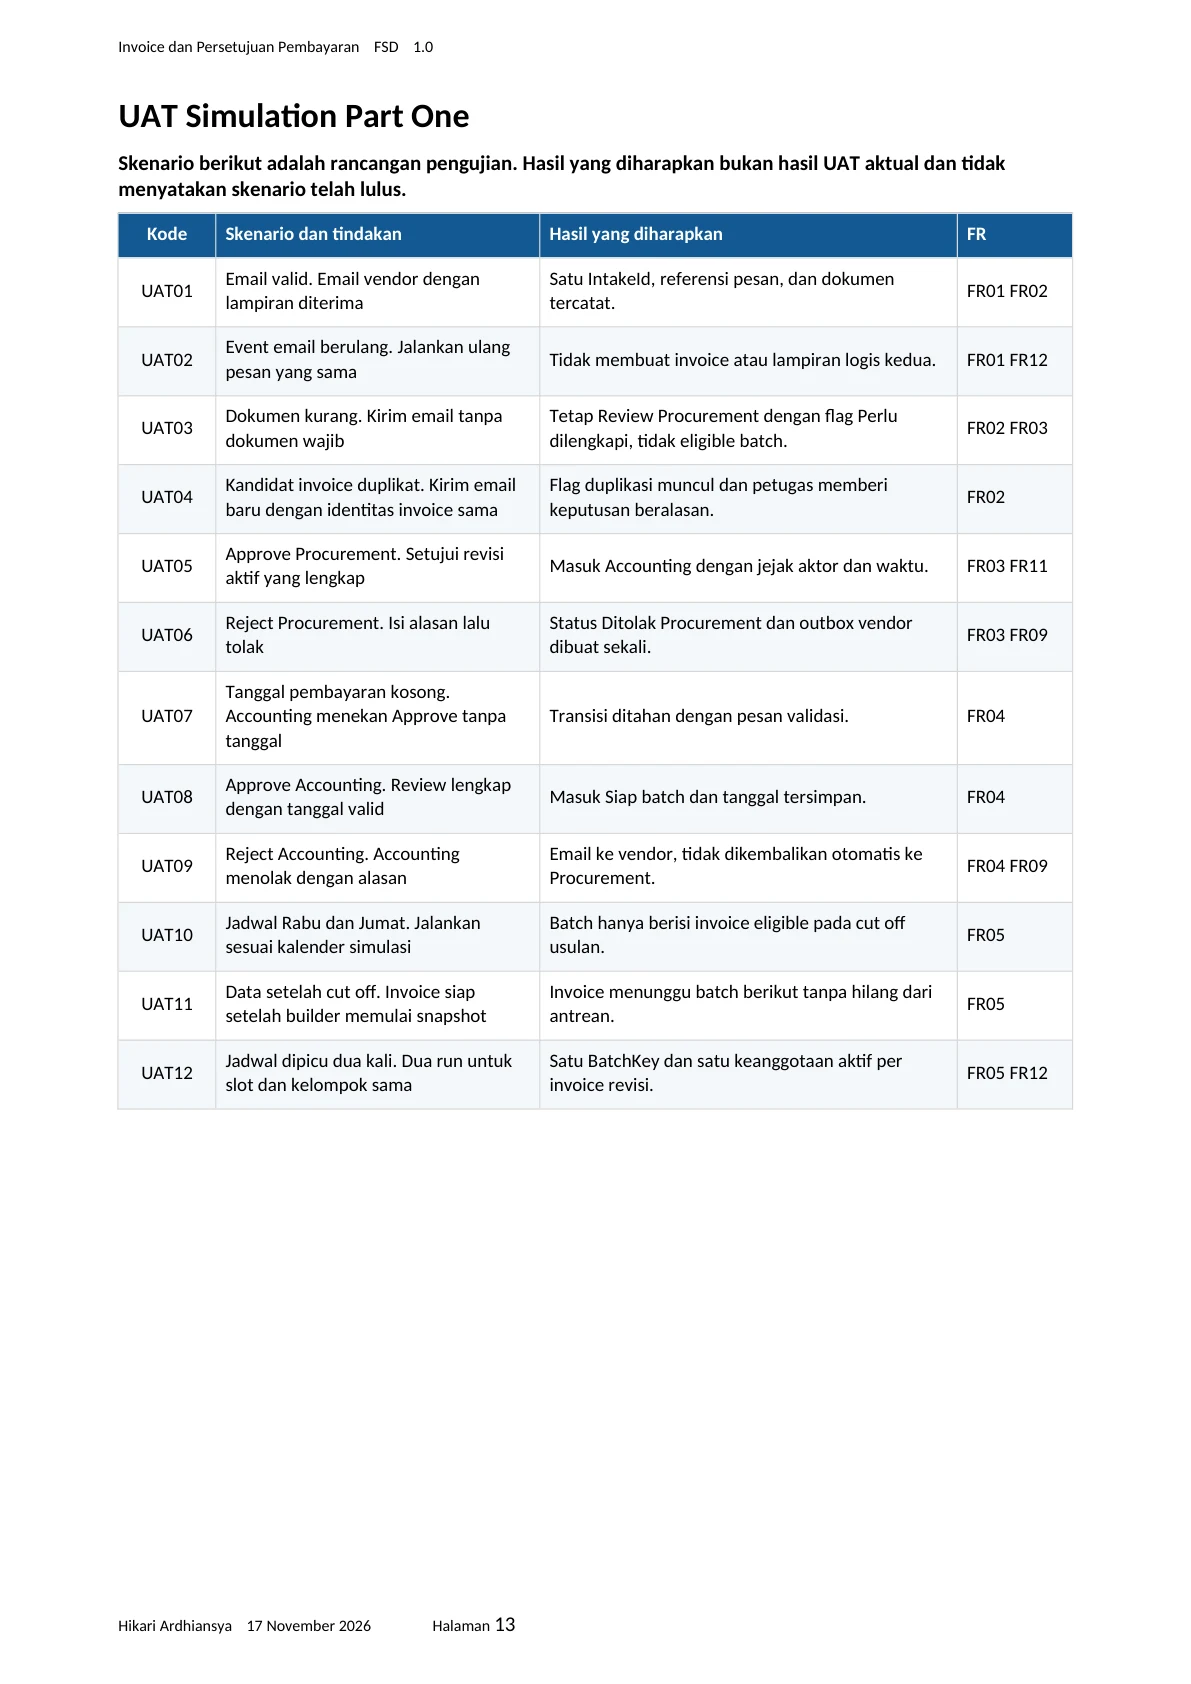 Invoice dan Persetujuan Pembayaran FSD 1.0
UAT Simulation Part One
Skenario berikut adalah rancangan pengujian. Hasil yang diharapkan bukan hasil UAT aktual dan tidak
menyatakan skenario telah lulus.
Kode Skenario dan tindakan Hasil yang diharapkan FR
UAT01 Email valid. Email vendor dengan
lampiran diterima
Satu IntakeId, referensi pesan, dan dokumen
tercatat.
FR01 FR02
UAT02 Event email berulang. Jalankan ulang
pesan yang sama
Tidak membuat invoice atau lampiran logis kedua.
FR01 FR12
UAT03 Dokumen kurang. Kirim email tanpa
dokumen wajib
Tetap Review Procurement dengan flag Perlu
dilengkapi, tidak eligible batch.
FR02 FR03
UAT04 Kandidat invoice duplikat. Kirim email
baru dengan identitas invoice sama
Flag duplikasi muncul dan petugas memberi
keputusan beralasan.
FR02
UAT05 Approve Procurement. Setujui revisi
aktif yang lengkap
Masuk Accounting dengan jejak aktor dan waktu.
FR03 FR11
UAT06 Reject Procurement. Isi alasan lalu
tolak
Status Ditolak Procurement dan outbox vendor
dibuat sekali.
FR03 FR09
UAT07 Tanggal pembayaran kosong.
Accounting menekan Approve tanpa
tanggal
Transisi ditahan dengan pesan validasi.
FR04
UAT08 Approve Accounting. Review lengkap
dengan tanggal valid
Masuk Siap batch dan tanggal tersimpan.
FR04
UAT09 Reject Accounting. Accounting
menolak dengan alasan
Email ke vendor, tidak dikembalikan otomatis ke
Procurement.
FR04 FR09
UAT10 Jadwal Rabu dan Jumat. Jalankan
sesuai kalender simulasi
Batch hanya berisi invoice eligible pada cut off
usulan.
FR05
UAT11 Data setelah cut off. Invoice siap
setelah builder memulai snapshot
Invoice menunggu batch berikut tanpa hilang dari
antrean.
FR05
UAT12 Jadwal dipicu dua kali. Dua run untuk
slot dan kelompok sama
Satu BatchKey dan satu keanggotaan aktif per
invoice revisi.
FR05 FR12
Hikari Ardhiansya 17 November 2026 Halaman 13